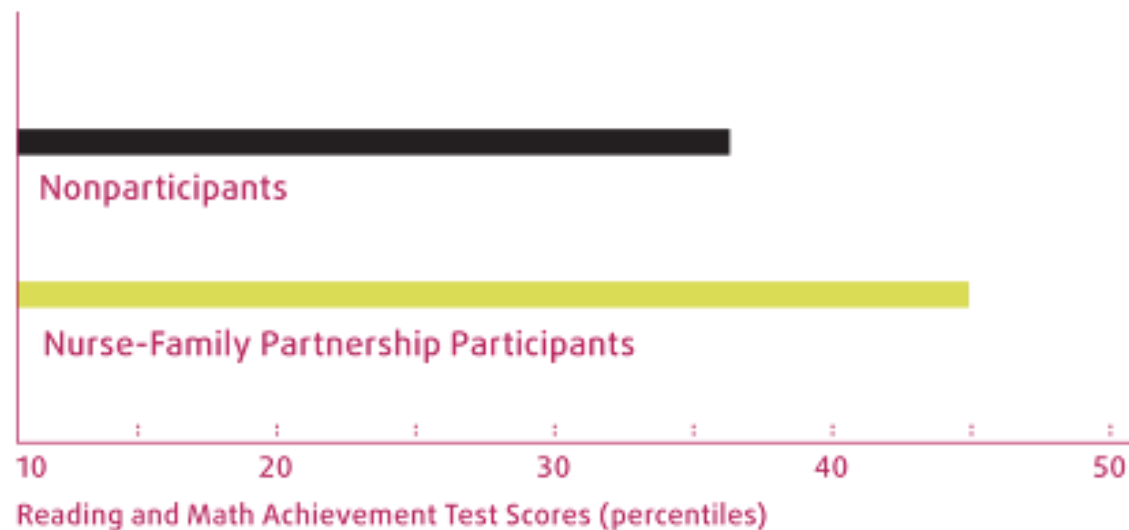 Nonparticipants
Nurse-Family Partnership Participants
10 20 30 40 50
Reading and Math Achievement Test Scores (percentiles)